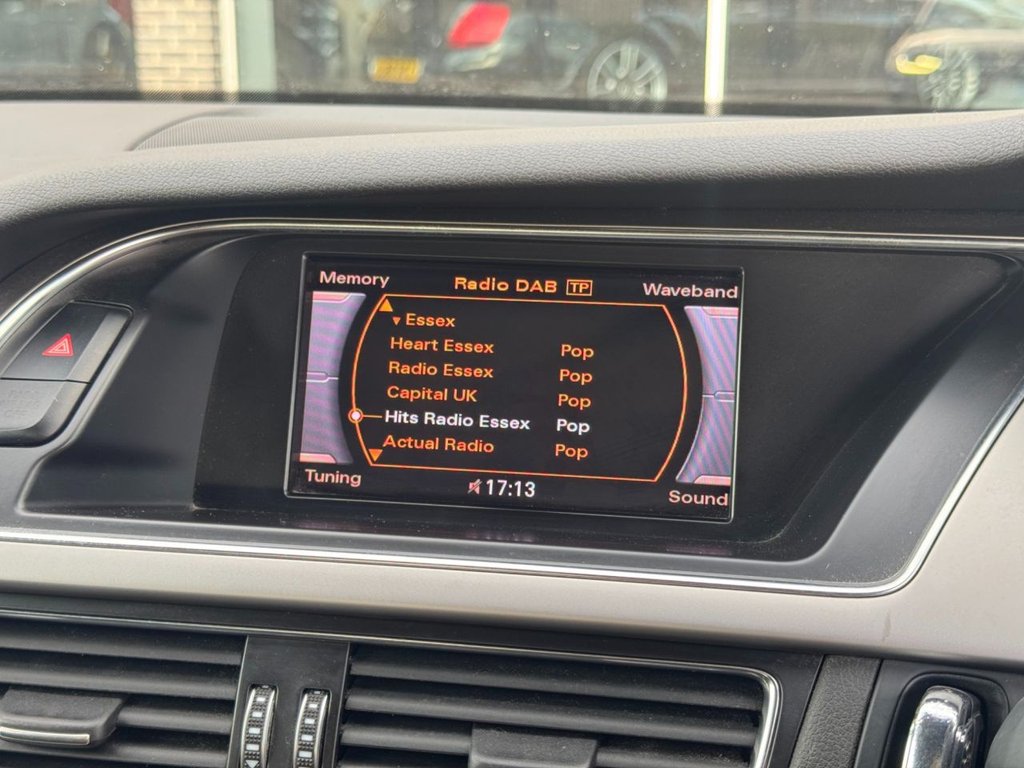 Memory
Radio DAB TP
Waveband
Essex
Heart Essex Pop
Radio Essex Pop
Capital UK Pop
Hits Radio Essex Pop
Actual Radio Pop
Tuning
17:13
Sound